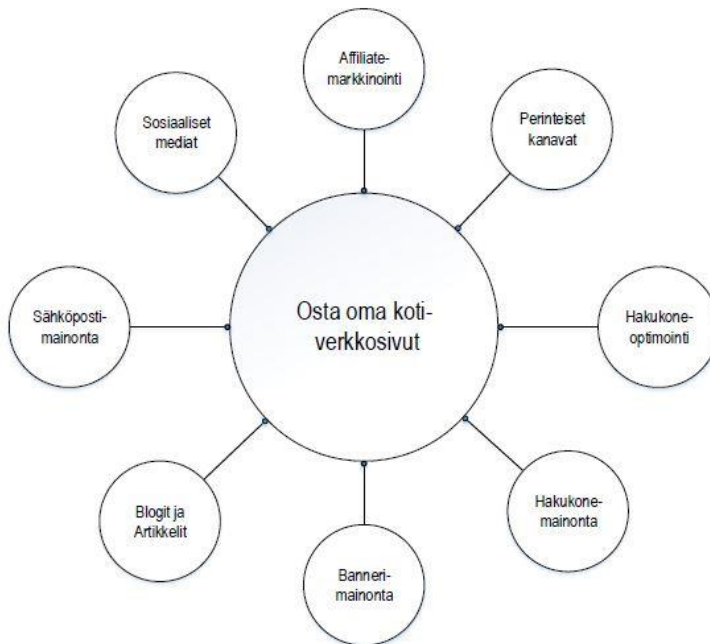 Affiliate-
markkinointi
Sosiaaliset
mediat
Perinteiset
kanavat
Sähköposti-
mainonta
Osta oma koti-
verkkosivut
Hakukone-
optimointi
Blogit ja
Artikkelit
Hakukone-
mainonta
Banneri-
mainonta